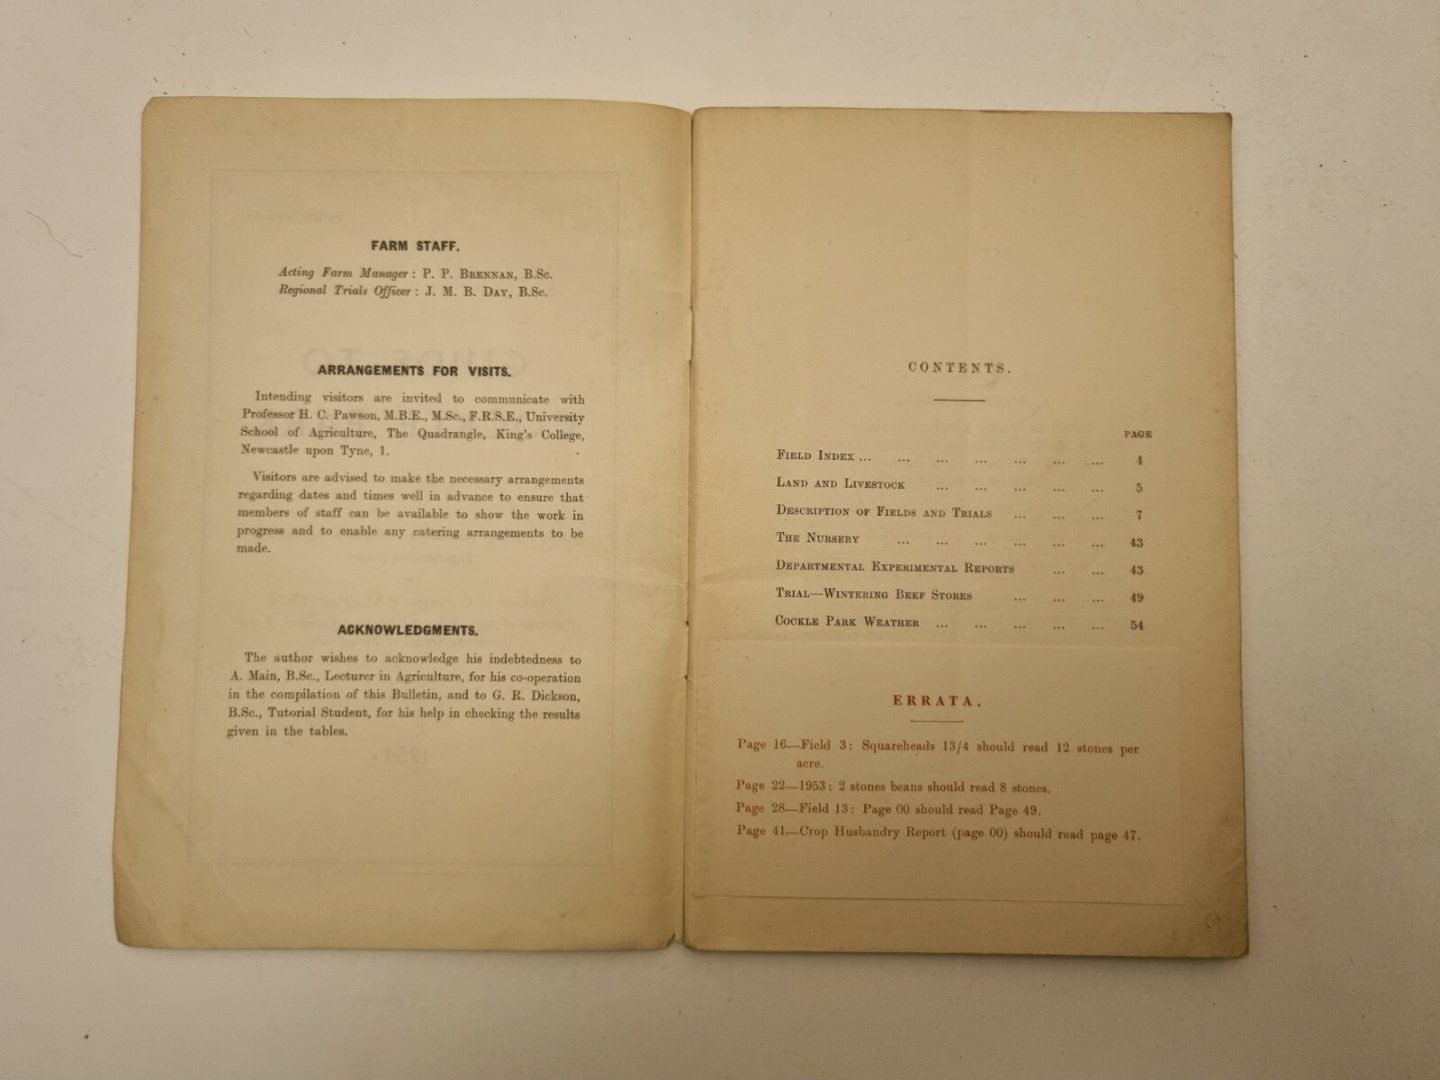 FARM STAFF.
Acting Farm Manager : P. P. BRENNAN, B.Sc.
Regional Trials Officer : J. M. B. DAY, B.Sc.
ARRANGEMENTS FOR VISITS.
Intending visitors are invited to communicate with
Professor H. C. Pawson, M.B.E., M.Sc., F.R.S.E., University
School of Agriculture, The Quadrangle, King's College,
Newcastle upon Tyne, 1.
Visitors are advised to make the necessary arrangements
regarding dates and times well in advance to ensure that
members of staff can be available to show the work in
progress and to enable any catering arrangements to be
made.
ACKNOWLEDGMENTS.
The author wishes to acknowledge his indebtedness to
A. Main, B.Sc., Lecturer in Agriculture, for his co-operation
in the compilation of this Bulletin, and to G. R. Dickson,
B.Sc., Tutorial Student, for his help in checking the results
given in the tables.
CONTENTS.
PAGE
FIELD INDEX ... ... ... ... ... ... ... 4
LAND AND LIVESTOCK ... ... ... ... ... 5
DESCRIPTION OF FIELDS AND TRIALS ... ... ... 7
THE NURSERY ... ... ... ... ... ... 43
DEPARTMENTAL EXPERIMENTAL REPORTS ... ... 43
TRIAL—WINTERING BEEF STORES ... ... ... 49
COCKLE PARK WEATHER ... ... ... ... ... 54
ERRATA.
Page 16—Field 3: Squareheads 13/4 should read 12 stones per
acre.
Page 22—1953: 2 stones beans should read 8 stones.
Page 28—Field 13: Page 00 should read Page 49.
Page 41—Crop Husbandry Report (page 00) should read page 47.